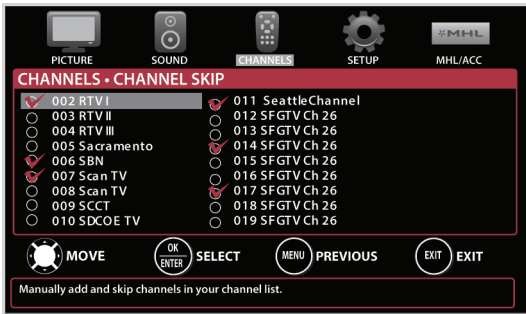 PICTURE SOUND CHANNELS SETUP MHL MHL/ACC
CHANNELS • CHANNEL SKIP
002 RTV I
003 RTV II
004 RTV III
005 Sacramento
006 SBN
007 Scan TV
008 Scan TV
009 SCCT
010 SDCOE TV
011 SeattleChannel
012 SFGTV Ch 26
013 SFGTV Ch 26
014 SFGTV Ch 26
015 SFGTV Ch 26
016 SFGTV Ch 26
017 SFGTV Ch 26
018 SFGTV Ch 26
019 SFGTV Ch 26
MOVE OK ENTER SELECT MENU PREVIOUS EXIT EXIT
Manually add and skip channels in your channel list.